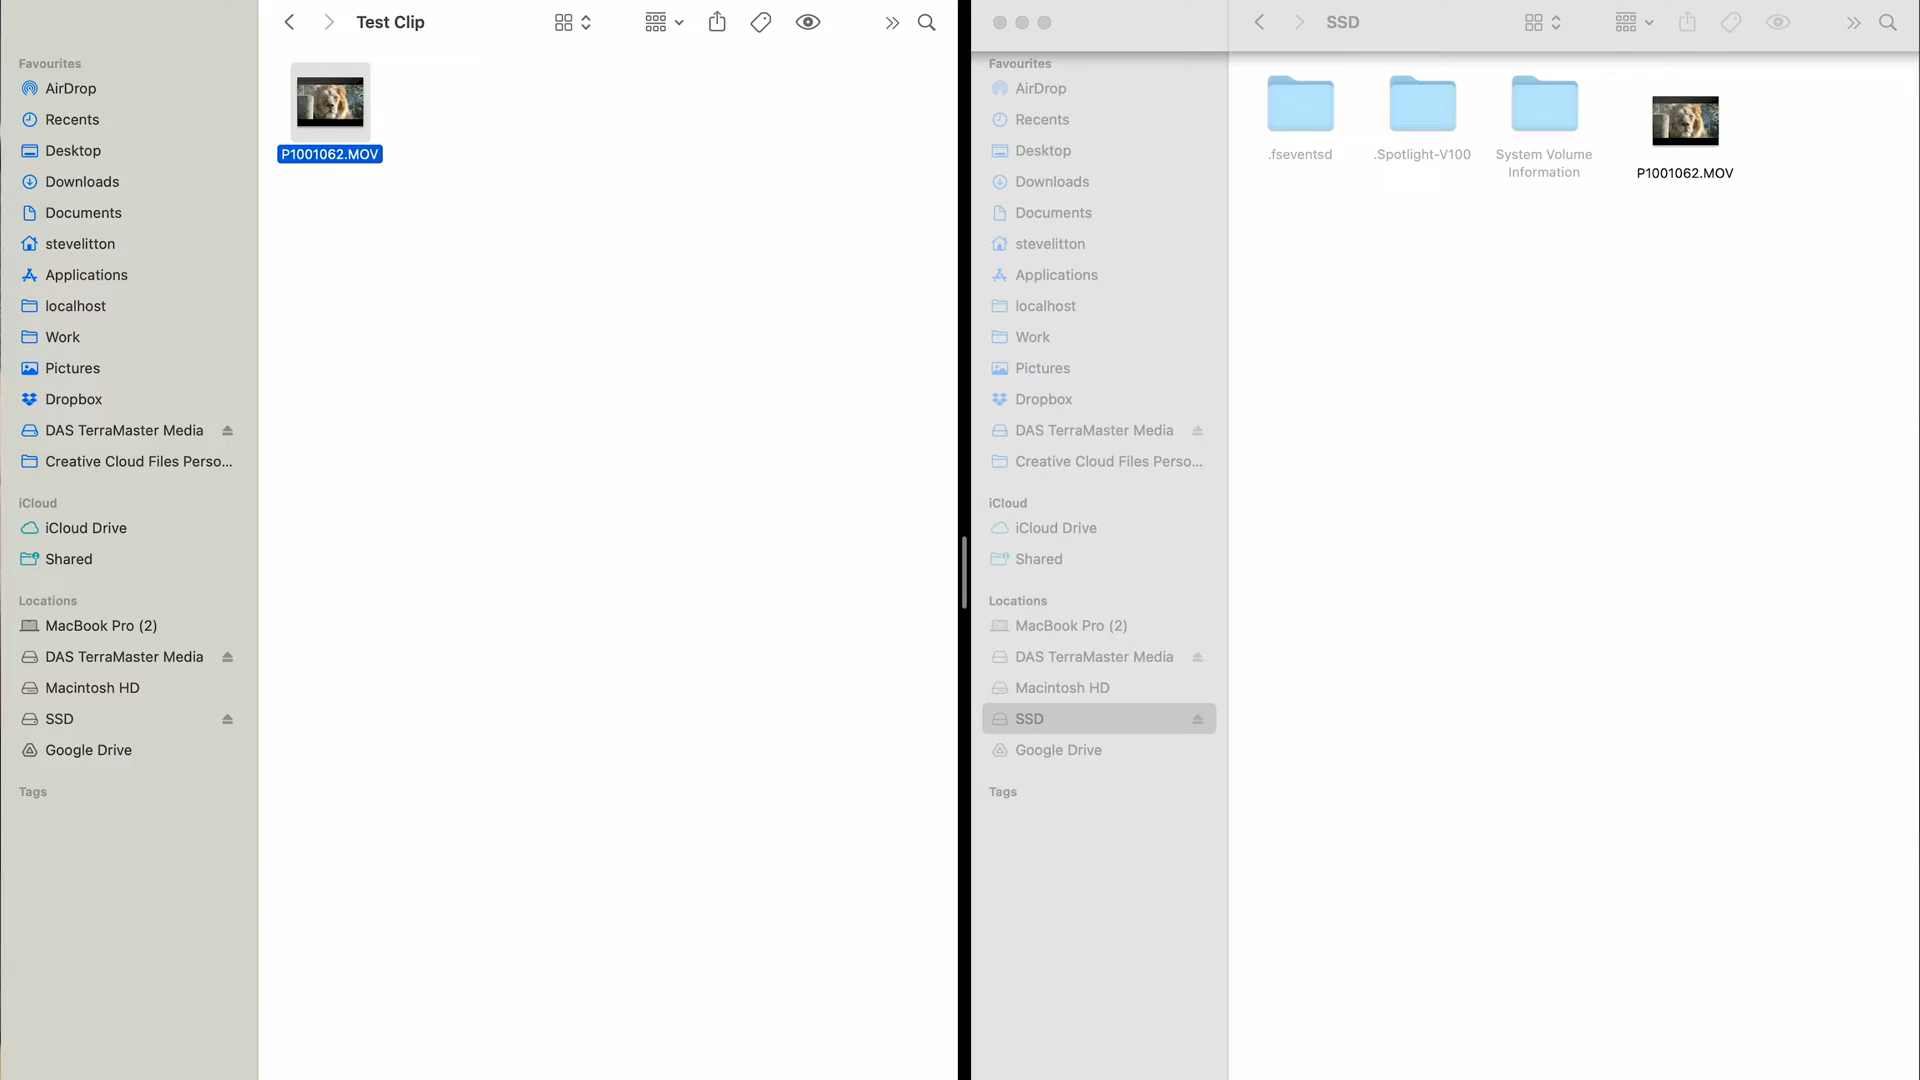 Test Clip
Favourites
AirDrop
Recents
Desktop
Downloads
Documents
stevelitton
Applications
localhost
Work
Pictures
Dropbox
DAS TerraMaster Media
Creative Cloud Files Perso...
iCloud
iCloud Drive
Shared
Locations
MacBook Pro (2)
DAS TerraMaster Media
Macintosh HD
SSD
Google Drive
Tags
P1001062.MOV
SSD
Favourites
AirDrop
Recents
Desktop
Downloads
Documents
stevelitton
Applications
localhost
Work
Pictures
Dropbox
DAS TerraMaster Media
Creative Cloud Files Perso...
iCloud
iCloud Drive
Shared
Locations
MacBook Pro (2)
DAS TerraMaster Media
Macintosh HD
SSD
Google Drive
Tags
.fseventsd
.Spotlight-V100
System Volume
Information
P1001062.MOV